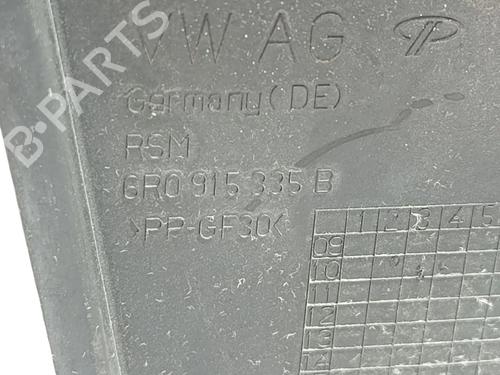 B-PARTS
VW AG
Germany(DE)
RSM
6R0 915 335 B
>PP-GF30<
1 2 3 4 5
09
10
11
12
13
14